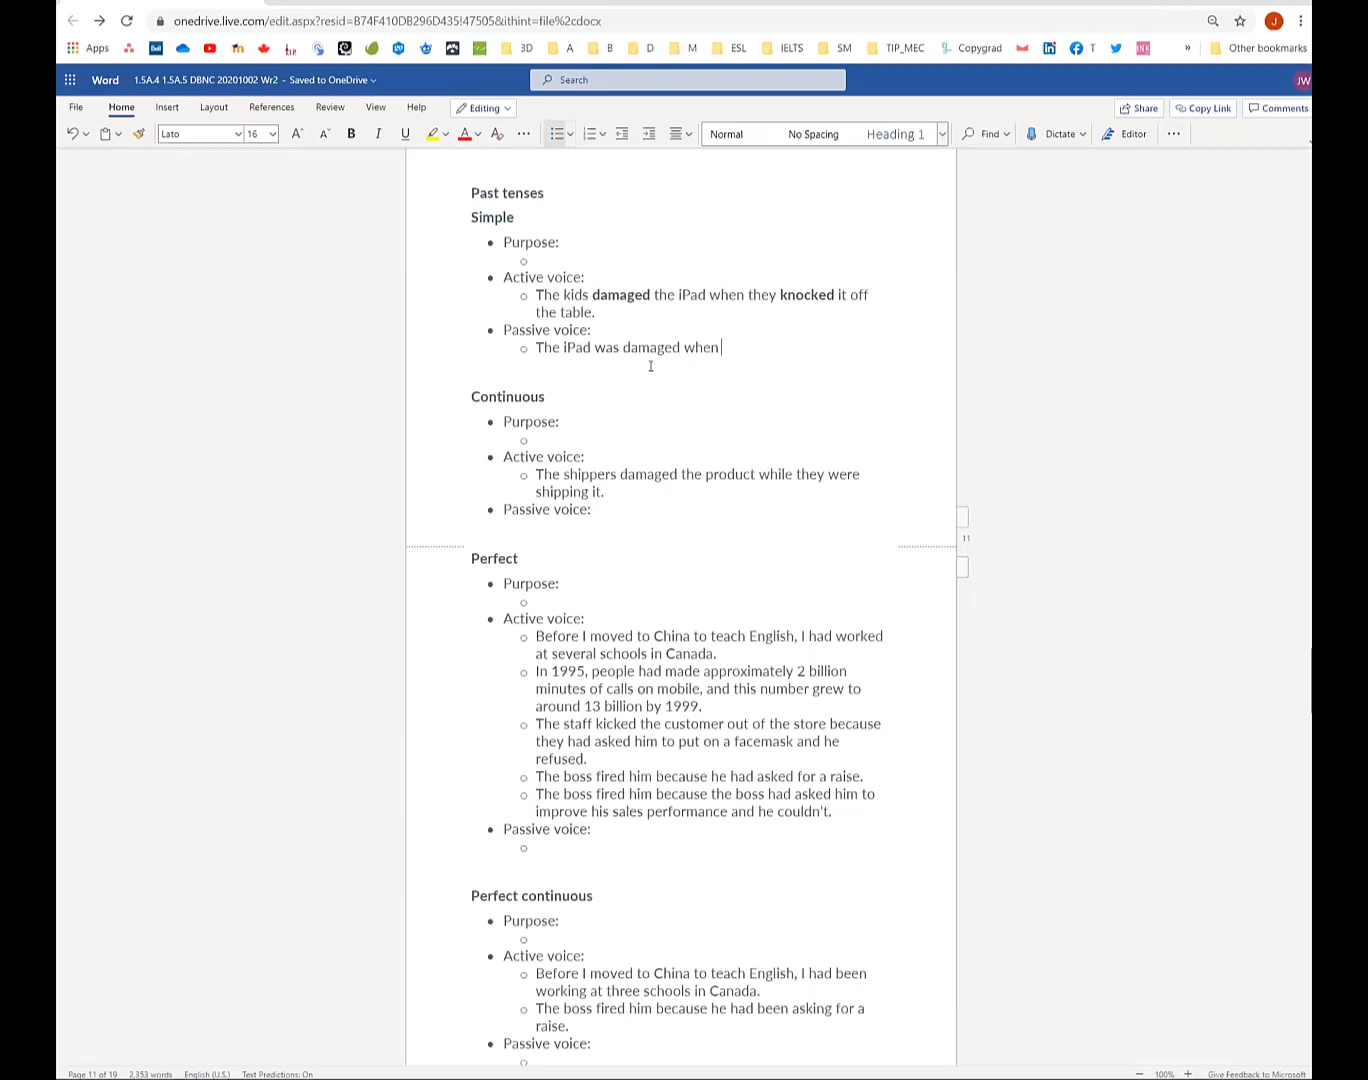 onedrive.live.com/edit.aspx?resid=B74F410DB296D435!47505&ithint=file%2cdocx
J
Apps 3D A B D M ESL IELTS SM TIP_MEC Copygrad T » Other bookmarks
Word 1.5A.4 1.5A.5 DBNC 20201002 Wr2 - Saved to OneDrive Search JW
File Home Insert Layout References Review View Help Editing Share Copy Link Comments
Lato 16 A A B I U A Normal No Spacing Heading 1 Find Dictate Editor
Past tenses
Simple
Purpose:
Active voice:
The kids damaged the iPad when they knocked it off
the table.
Passive voice:
The iPad was damaged when
Continuous
Purpose:
Active voice:
The shippers damaged the product while they were
shipping it.
Passive voice:
11
Perfect
Purpose:
Active voice:
Before I moved to China to teach English, I had worked
at several schools in Canada.
In 1995, people had made approximately 2 billion
minutes of calls on mobile, and this number grew to
around 13 billion by 1999.
The staff kicked the customer out of the store because
they had asked him to put on a facemask and he
refused.
The boss fired him because he had asked for a raise.
The boss fired him because the boss had asked him to
improve his sales performance and he couldn't.
Passive voice:
Perfect continuous
Purpose:
Active voice:
Before I moved to China to teach English, I had been
working at three schools in Canada.
The boss fired him because he had been asking for a
raise.
Passive voice:
Page 11 of 19 2,353 words English (U.S.) Text Predictions: On 100% Give Feedback to Microsoft